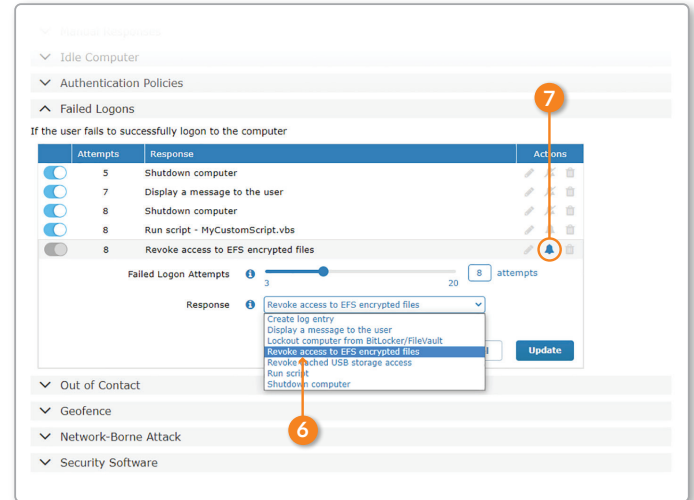 Idle Computer
Authentication Policies
7
Failed Logons
If the user fails to successfully logon to the computer
Attempts Response Actions
5 Shutdown computer
7 Display a message to the user
8 Shutdown computer
8 Run script - MyCustomScript.vbs
8 Revoke access to EFS encrypted files
Failed Logon Attempts 8 attempts
3 20
Response Revoke access to EFS encrypted files
Create log entry
Display a message to the user
Lockout computer from BitLocker/FileVault
Revoke access to EFS encrypted files
Update
Revoke cached USB storage access
Run script
Shutdown computer
Out of Contact
Geofence
6
Network-Borne Attack
Security Software